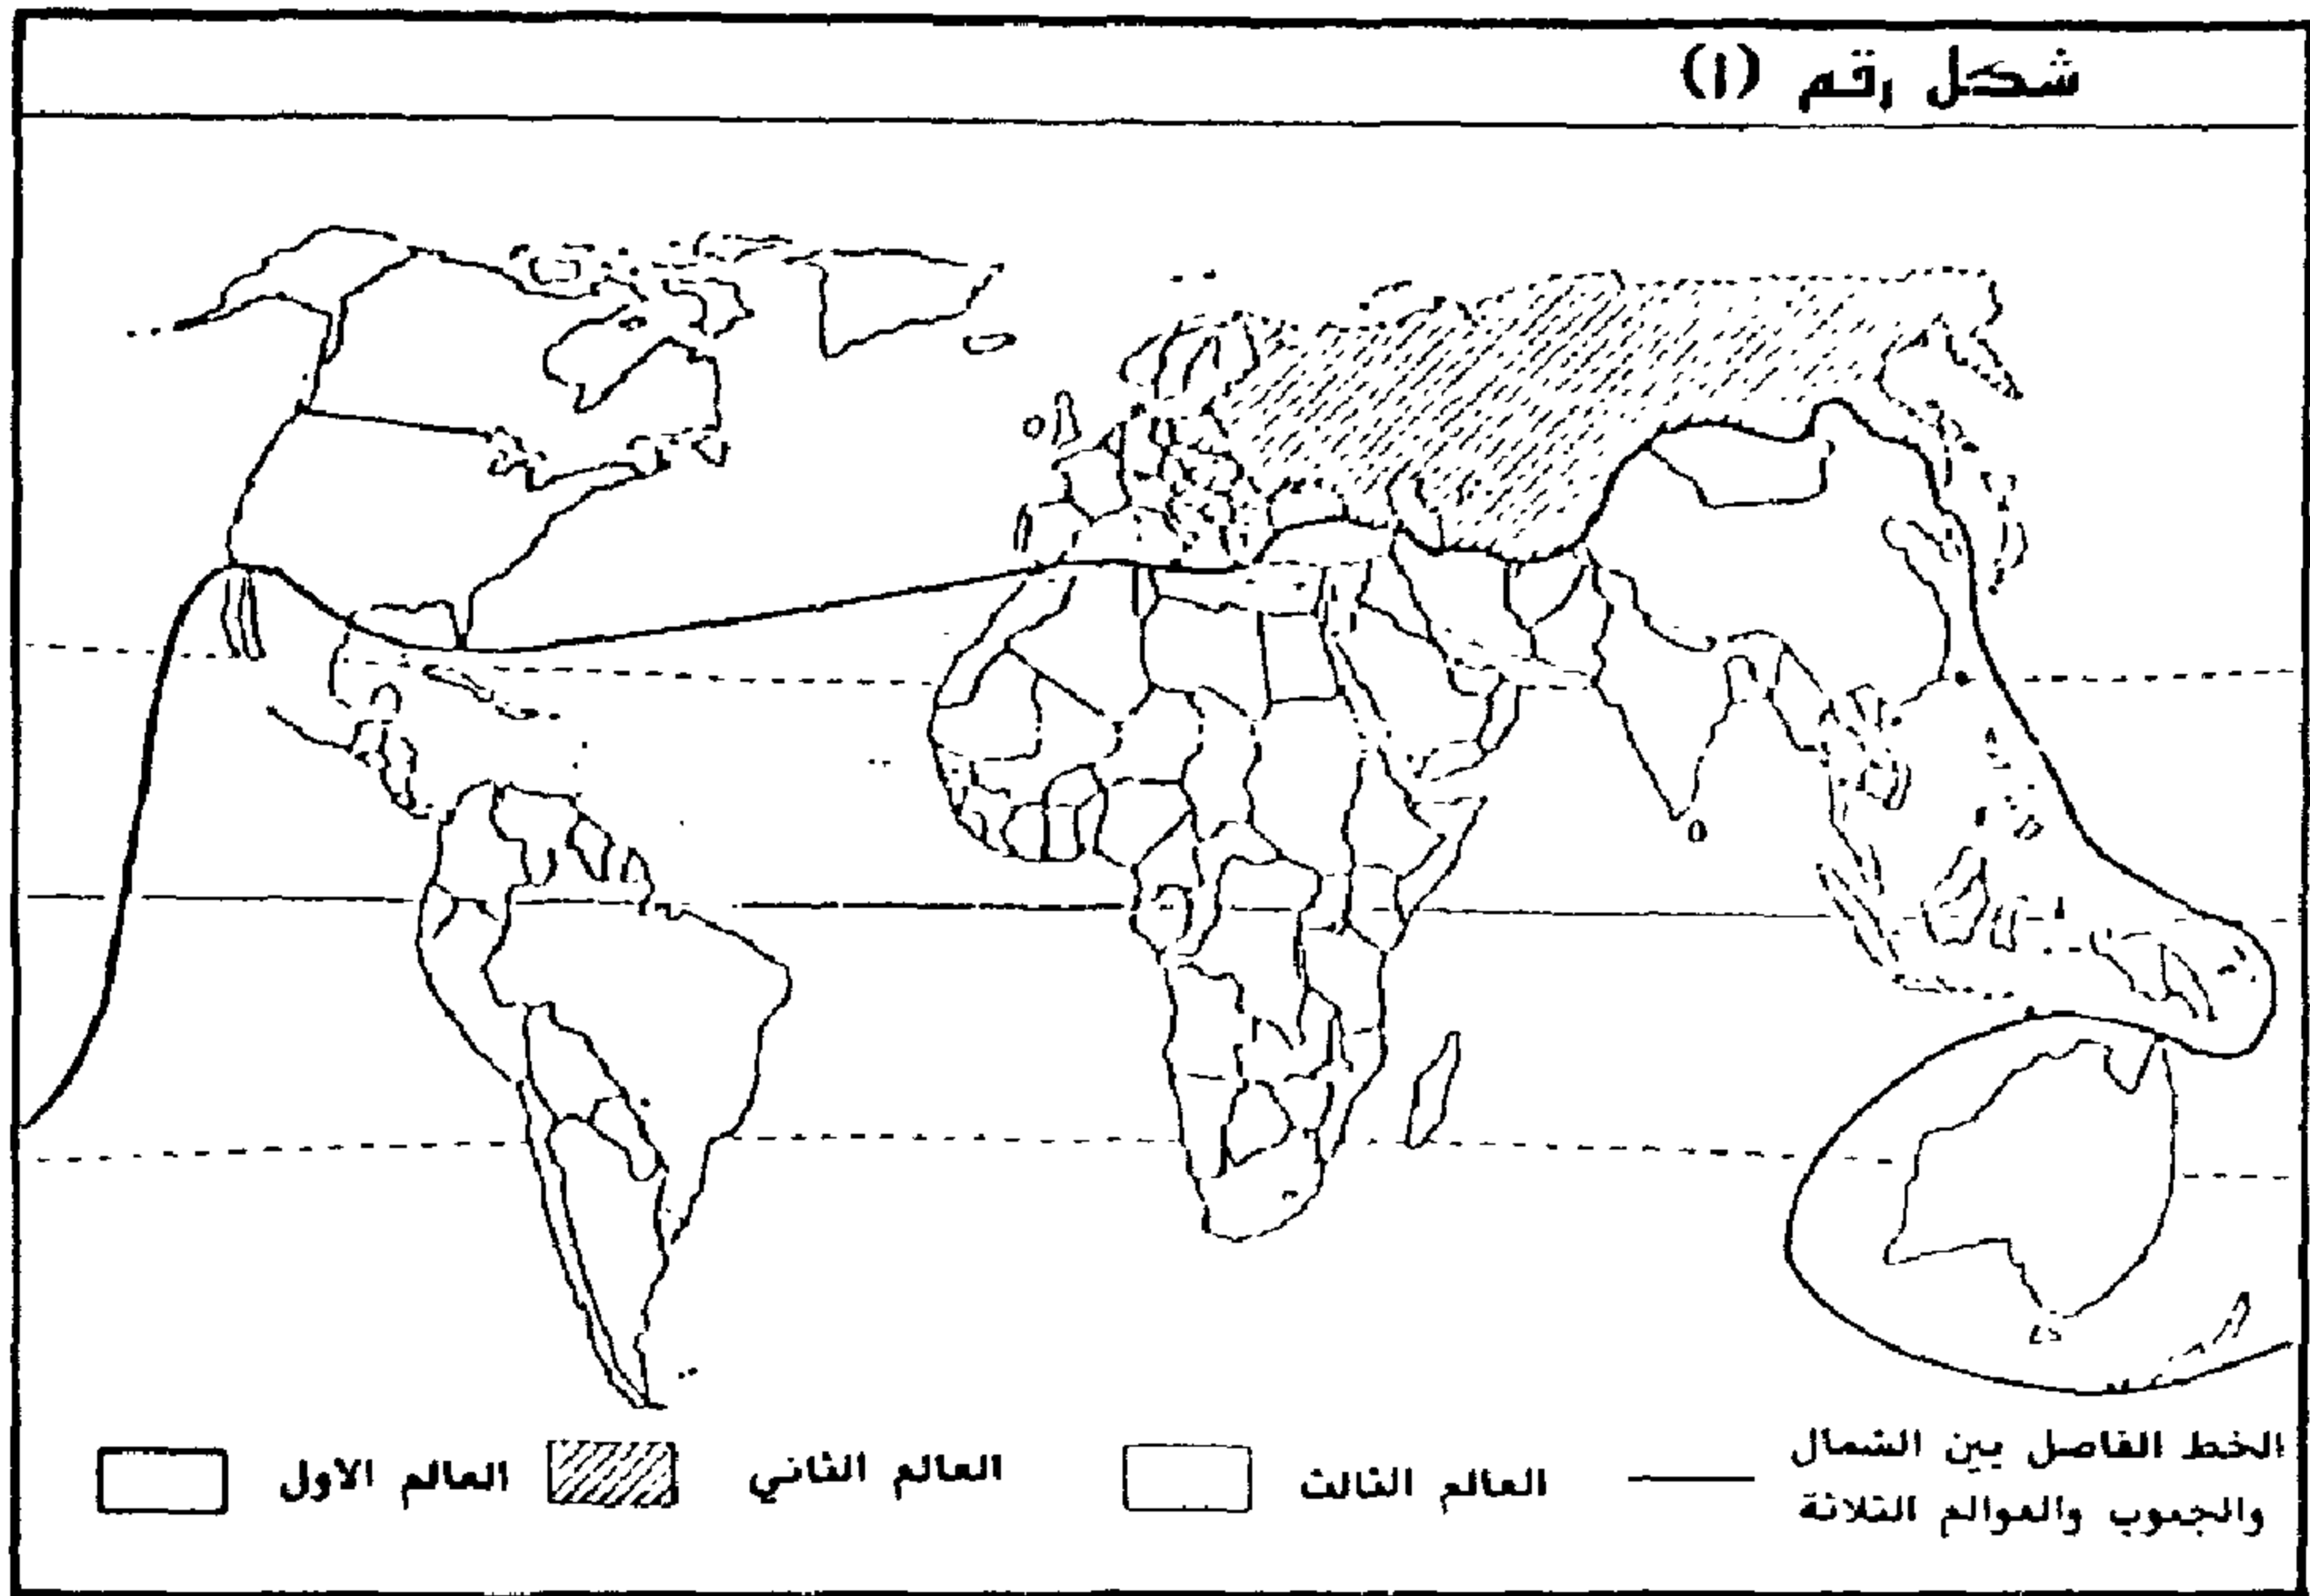 شكل رقم (١)
الخط الفاصل بين الشمال
والجنوب والعوالم الثلاثة
العالم الثالث
العالم الثاني
العالم الاول